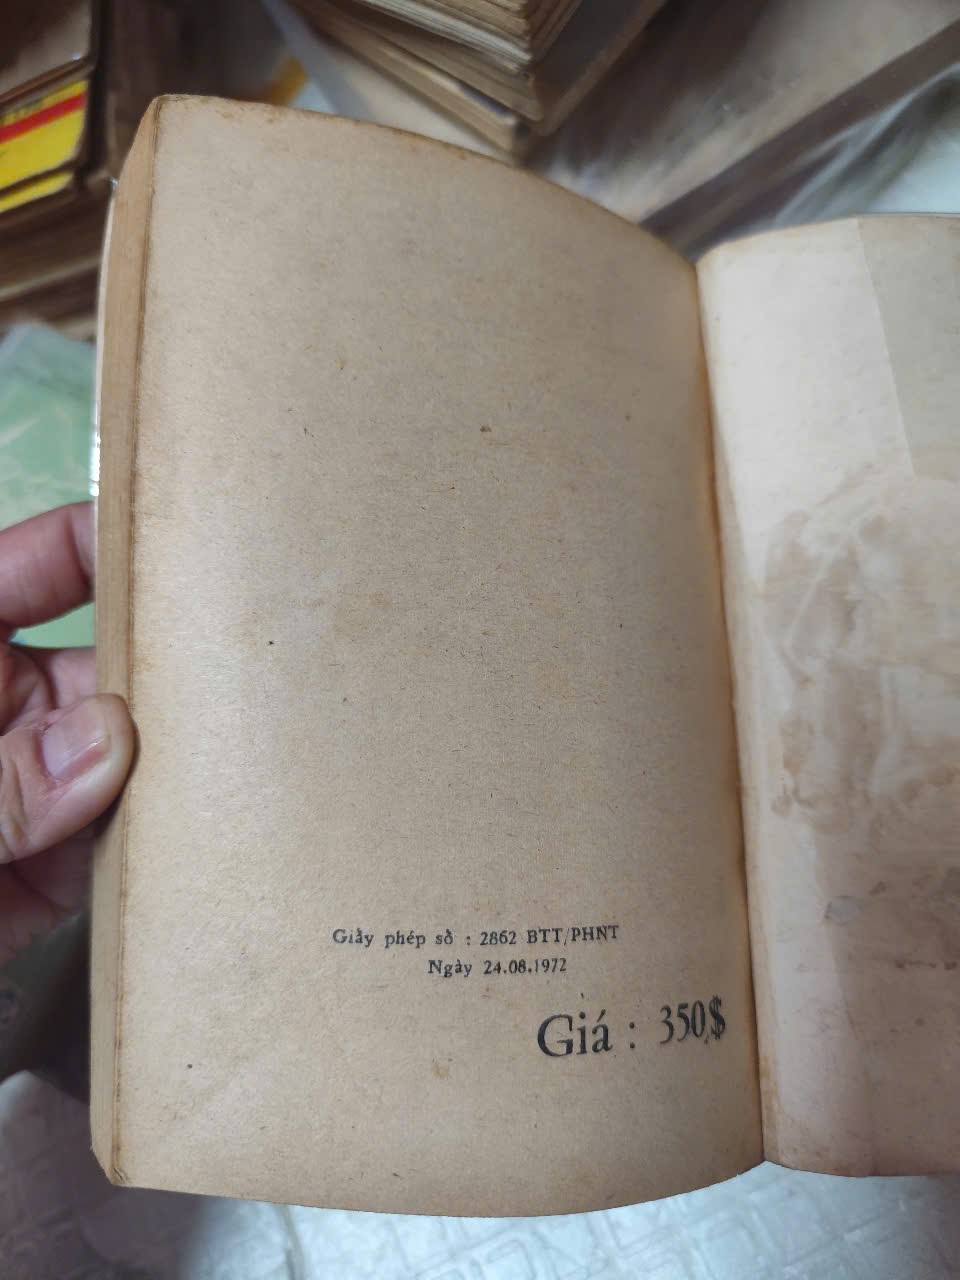 Giấy phép số : 2862 BTT/PHNT
Ngày 24.08.1972
Giá : 350$